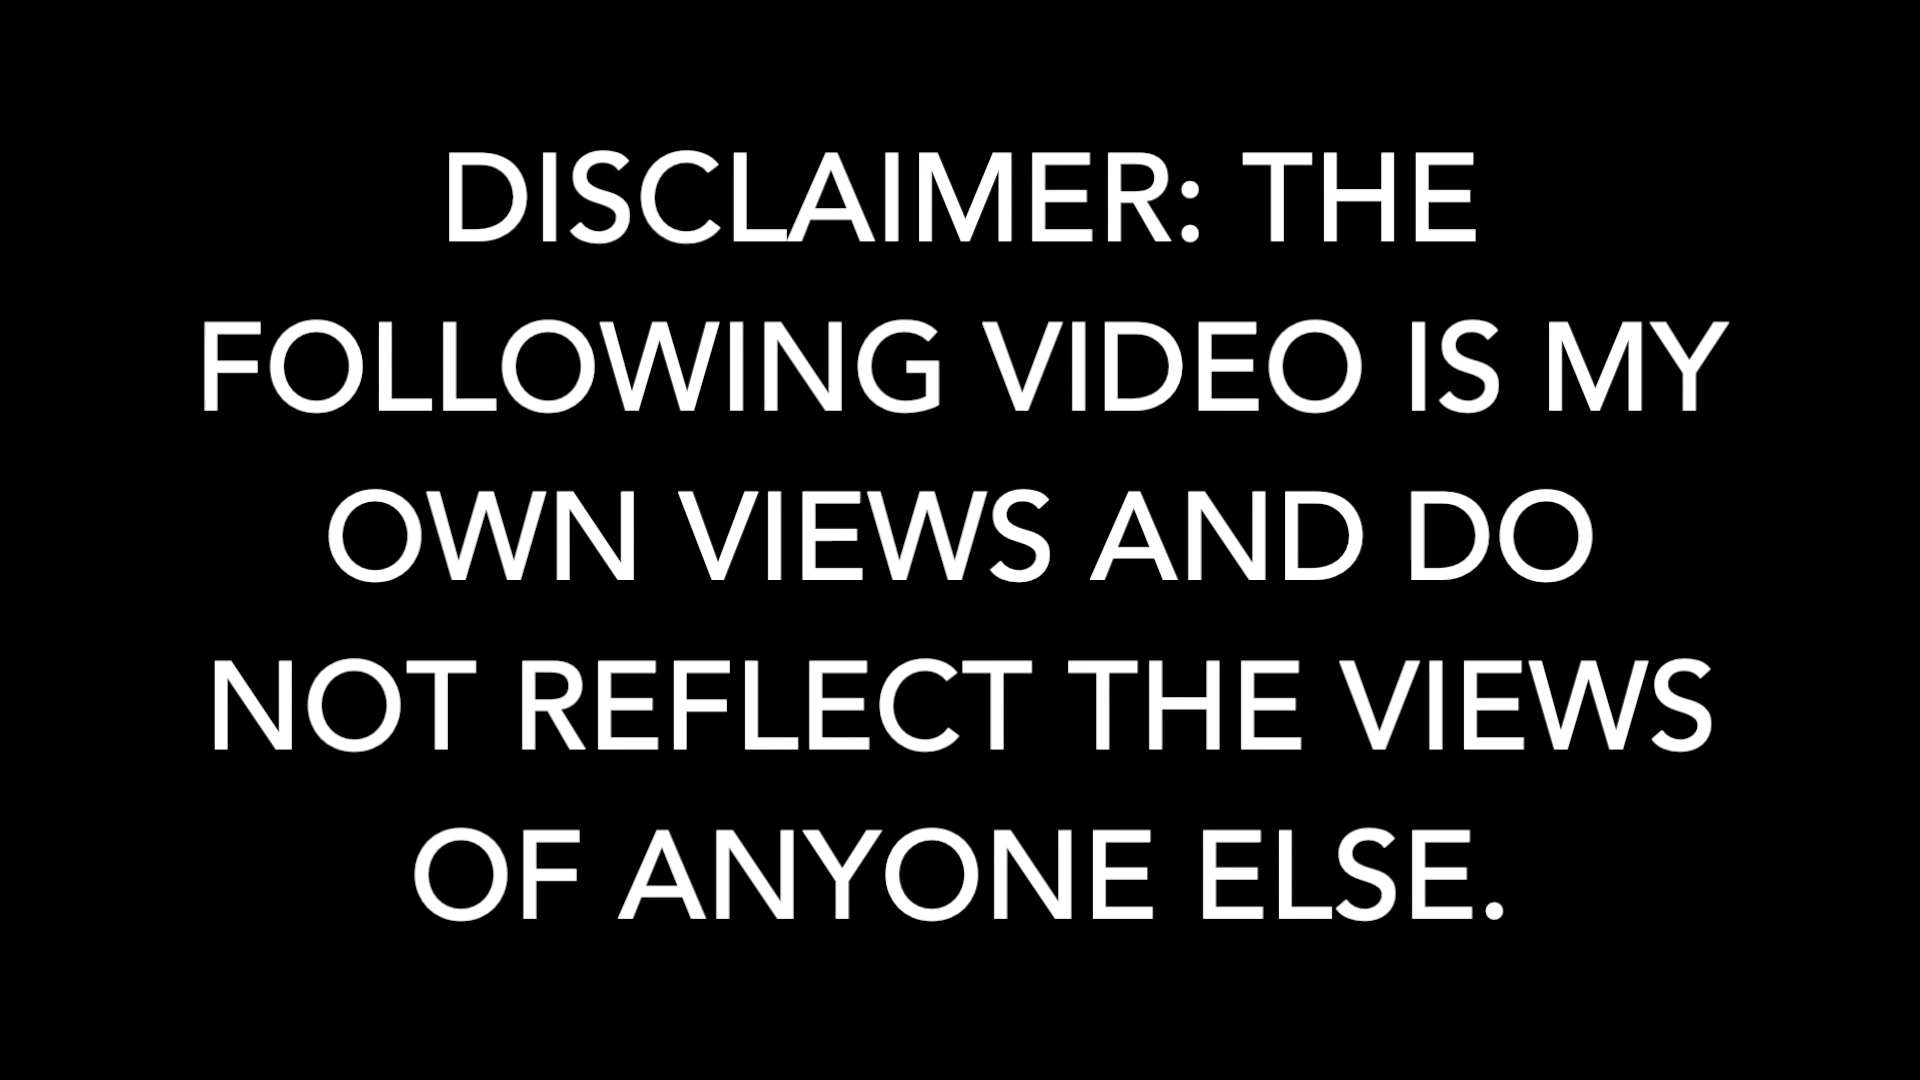 DISCLAIMER: THE
FOLLOWING VIDEO IS MY
OWN VIEWS AND DO
NOT REFLECT THE VIEWS
OF ANYONE ELSE.